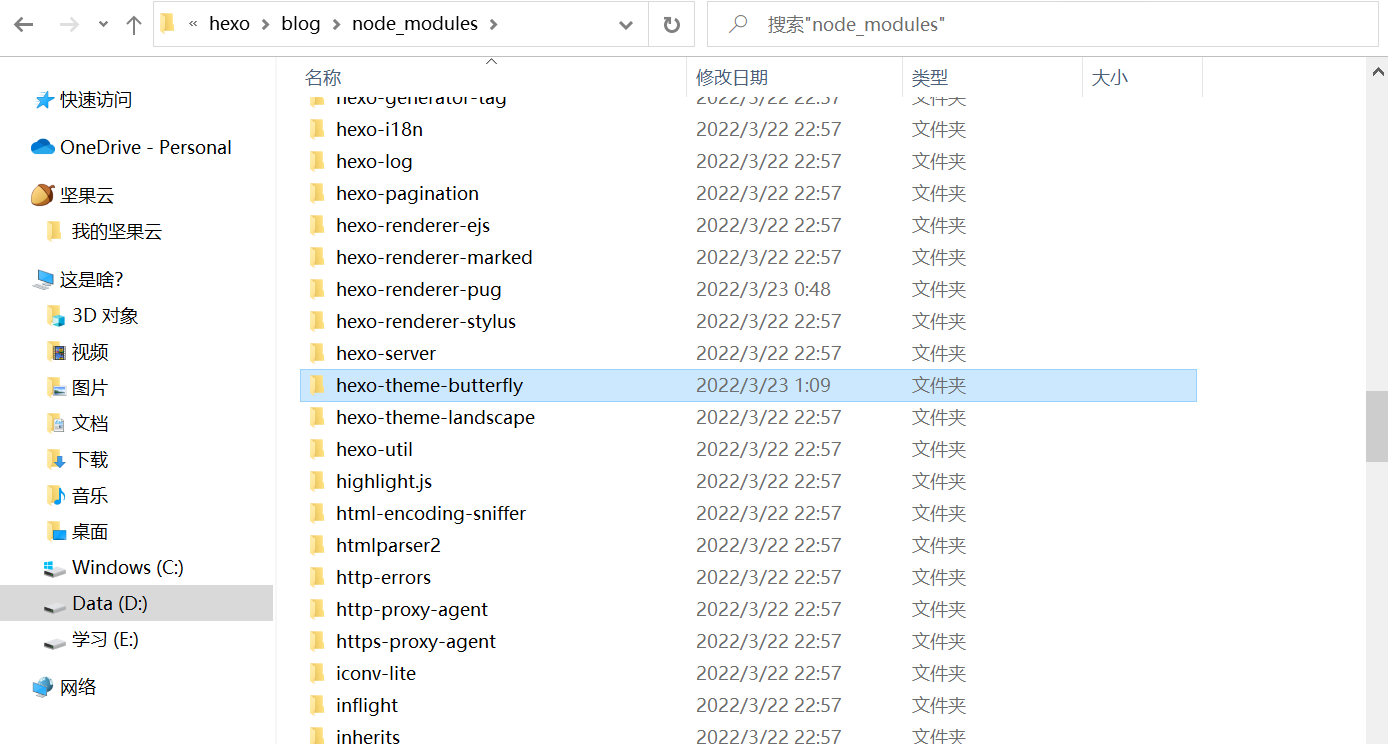 « hexo > blog > node_modules >
搜索"node_modules"
快速访问
OneDrive - Personal
坚果云
我的坚果云
这是啥?
3D 对象
视频
图片
文档
下载
音乐
桌面
Windows (C:)
Data (D:)
学习 (E:)
网络
名称 修改日期 类型 大小
hexo-generator-tag 2022/3/22 22:57 文件夹
hexo-i18n 2022/3/22 22:57 文件夹
hexo-log 2022/3/22 22:57 文件夹
hexo-pagination 2022/3/22 22:57 文件夹
hexo-renderer-ejs 2022/3/22 22:57 文件夹
hexo-renderer-marked 2022/3/22 22:57 文件夹
hexo-renderer-pug 2022/3/23 0:48 文件夹
hexo-renderer-stylus 2022/3/22 22:57 文件夹
hexo-server 2022/3/22 22:57 文件夹
hexo-theme-butterfly 2022/3/23 1:09 文件夹
hexo-theme-landscape 2022/3/22 22:57 文件夹
hexo-util 2022/3/22 22:57 文件夹
highlight.js 2022/3/22 22:57 文件夹
html-encoding-sniffer 2022/3/22 22:57 文件夹
htmlparser2 2022/3/22 22:57 文件夹
http-errors 2022/3/22 22:57 文件夹
http-proxy-agent 2022/3/22 22:57 文件夹
https-proxy-agent 2022/3/22 22:57 文件夹
iconv-lite 2022/3/22 22:57 文件夹
inflight 2022/3/22 22:57 文件夹
inherits 2022/3/22 22:57 文件夹